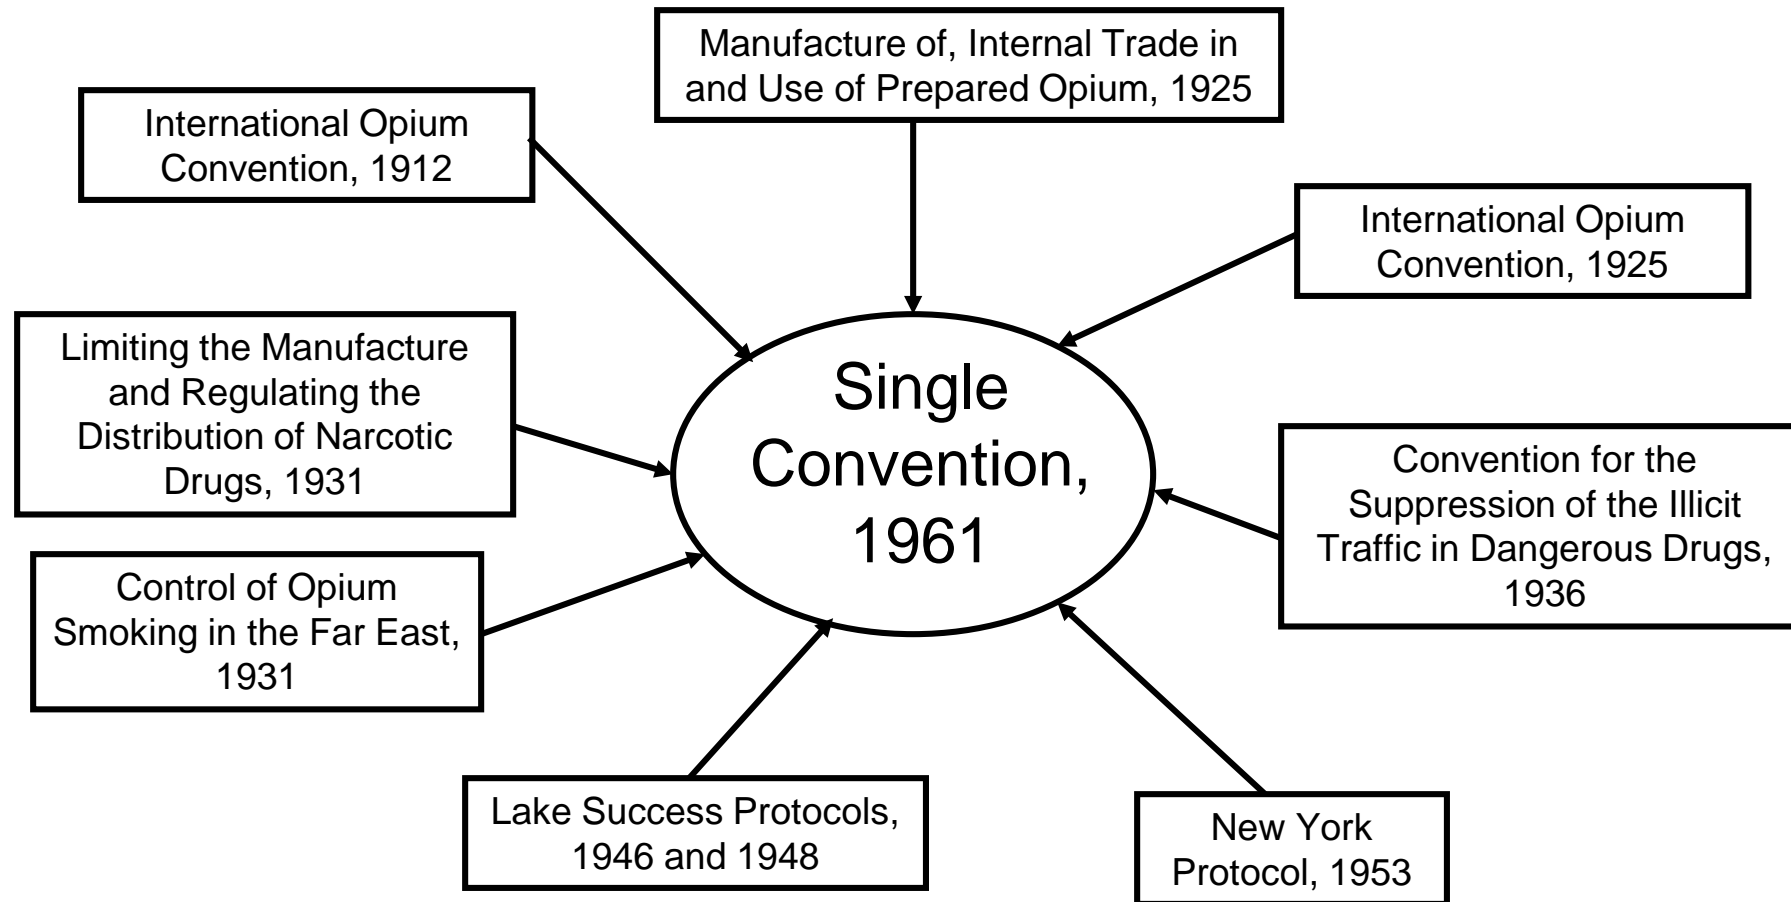 Manufacture of, Internal Trade in
and Use of Prepared Opium, 1925
International Opium
Convention, 1912
International Opium
Convention, 1925
Limiting the Manufacture
and Regulating the
Distribution of Narcotic
Drugs, 1931
Single
Convention,
1961
Convention for the
Suppression of the Illicit
Traffic in Dangerous Drugs,
1936
Control of Opium
Smoking in the Far East,
1931
Lake Success Protocols,
1946 and 1948
New York
Protocol, 1953